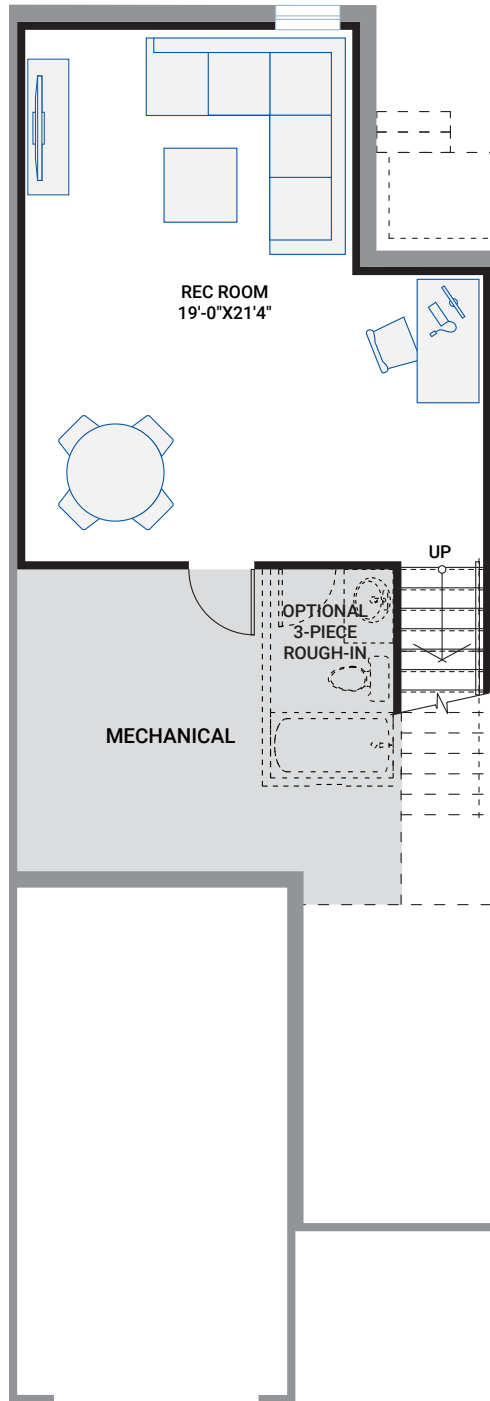 REC ROOM
19'-0"X21'4"
UP
OPTIONAL
3-PIECE
ROUGH-IN
MECHANICAL